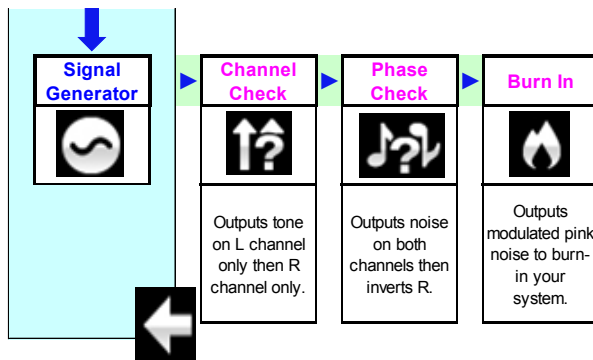 Signal
Generator
Channel
Check
Phase
Check
Burn In
Outputs tone
on L channel
only then R
channel only.
Outputs noise
on both
channels then
inverts R.
Outputs
modulated pink
noise to burn-
in your
system.